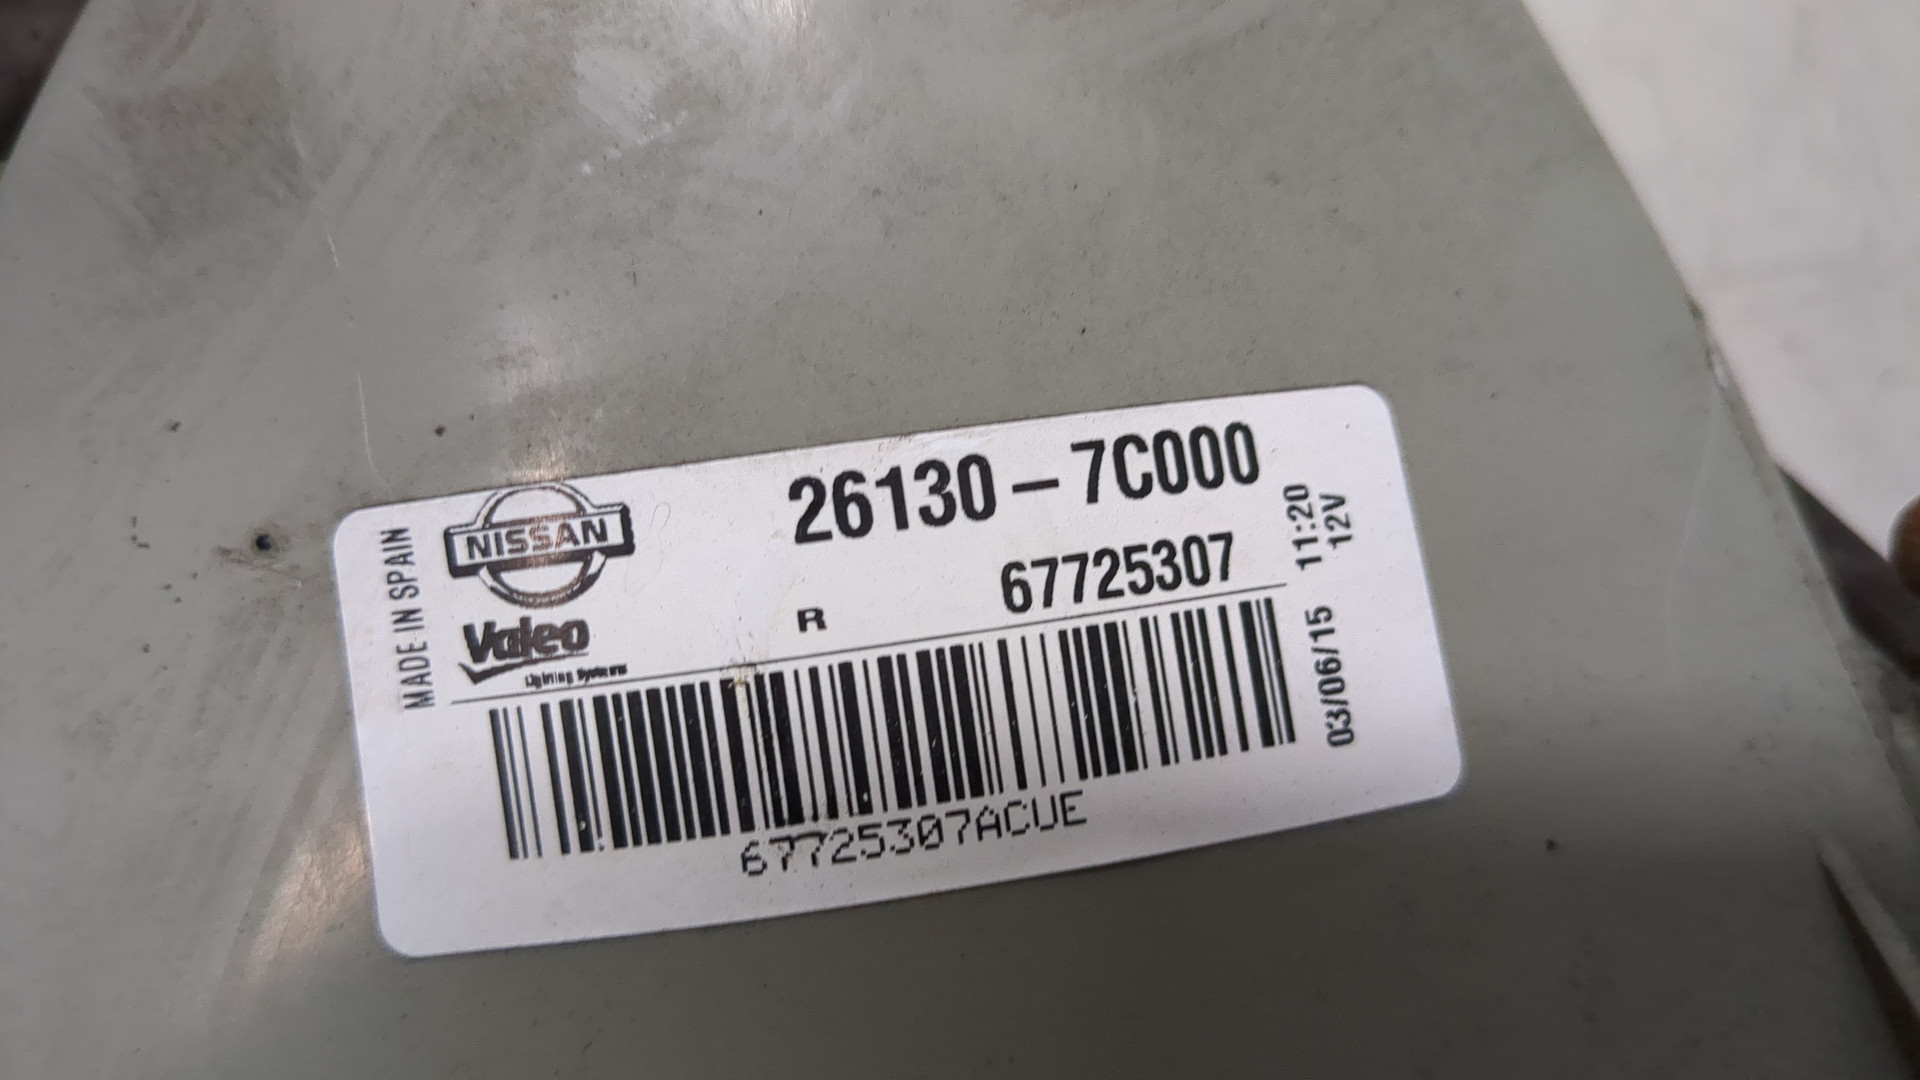 MADE IN SPAIN
NISSAN
26130-7C000
67725307
11:20
12V
Valeo
Lighting Systems
R
03/06/15
67725307ACUE